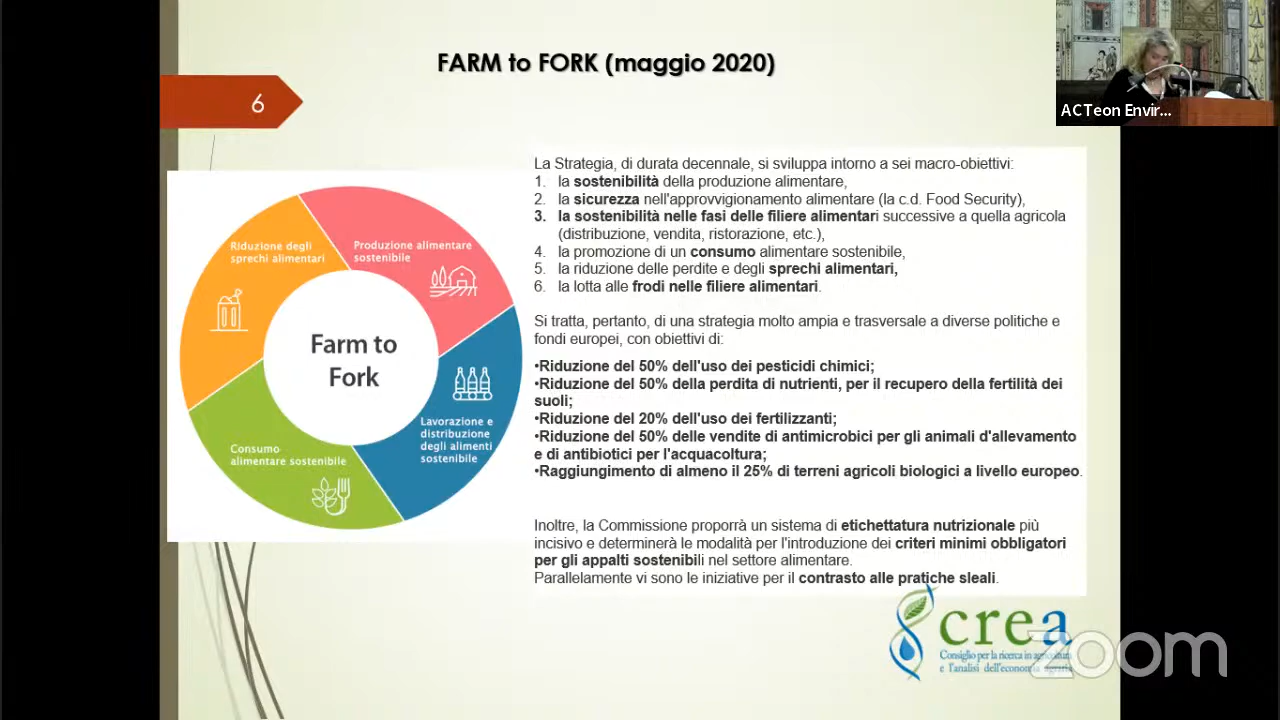 FARM to FORK (maggio 2020)
6
ACTeon Envir...
La Strategia, di durata decennale, si sviluppa intorno a sei macro-obiettivi:
1. la sostenibilità della produzione alimentare,
2. la sicurezza nell'approvvigionamento alimentare (la c.d. Food Security),
3. la sostenibilità nelle fasi delle filiere alimentari successive a quella agricola
(distribuzione, vendita, ristorazione, etc.),
4. la promozione di un consumo alimentare sostenibile,
5. la riduzione delle perdite e degli sprechi alimentari,
6. la lotta alle frodi nelle filiere alimentari.
Si tratta, pertanto, di una strategia molto ampia e trasversale a diverse politiche e
fondi europei, con obiettivi di:
•Riduzione del 50% dell'uso dei pesticidi chimici;
•Riduzione del 50% della perdita di nutrienti, per il recupero della fertilità dei
suoli;
•Riduzione del 20% dell'uso dei fertilizzanti;
•Riduzione del 50% delle vendite di antimicrobici per gli animali d'allevamento
e di antibiotici per l'acquacoltura;
•Raggiungimento di almeno il 25% di terreni agricoli biologici a livello europeo.
Inoltre, la Commissione proporrà un sistema di etichettatura nutrizionale più
incisivo e determinerà le modalità per l'introduzione dei criteri minimi obbligatori
per gli appalti sostenibili nel settore alimentare.
Parallelamente vi sono le iniziative per il contrasto alle pratiche sleali.
Riduzione degli
sprechi alimentari
Produzione alimentare
sostenibile
Farm to
Fork
Lavorazione e
distribuzione
degli alimenti
sostenibile
Consumo
alimentare sostenibile
crea
Consiglio per la ricerca in agricoltura
e l'analisi dell'economia agraria
zoom